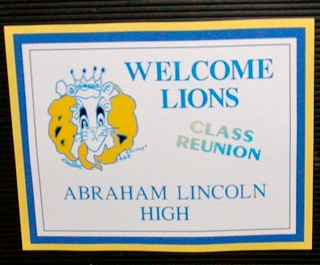 WELCOME
LIONS
CLASS
REUNION
ABRAHAM LINCOLN
HIGH